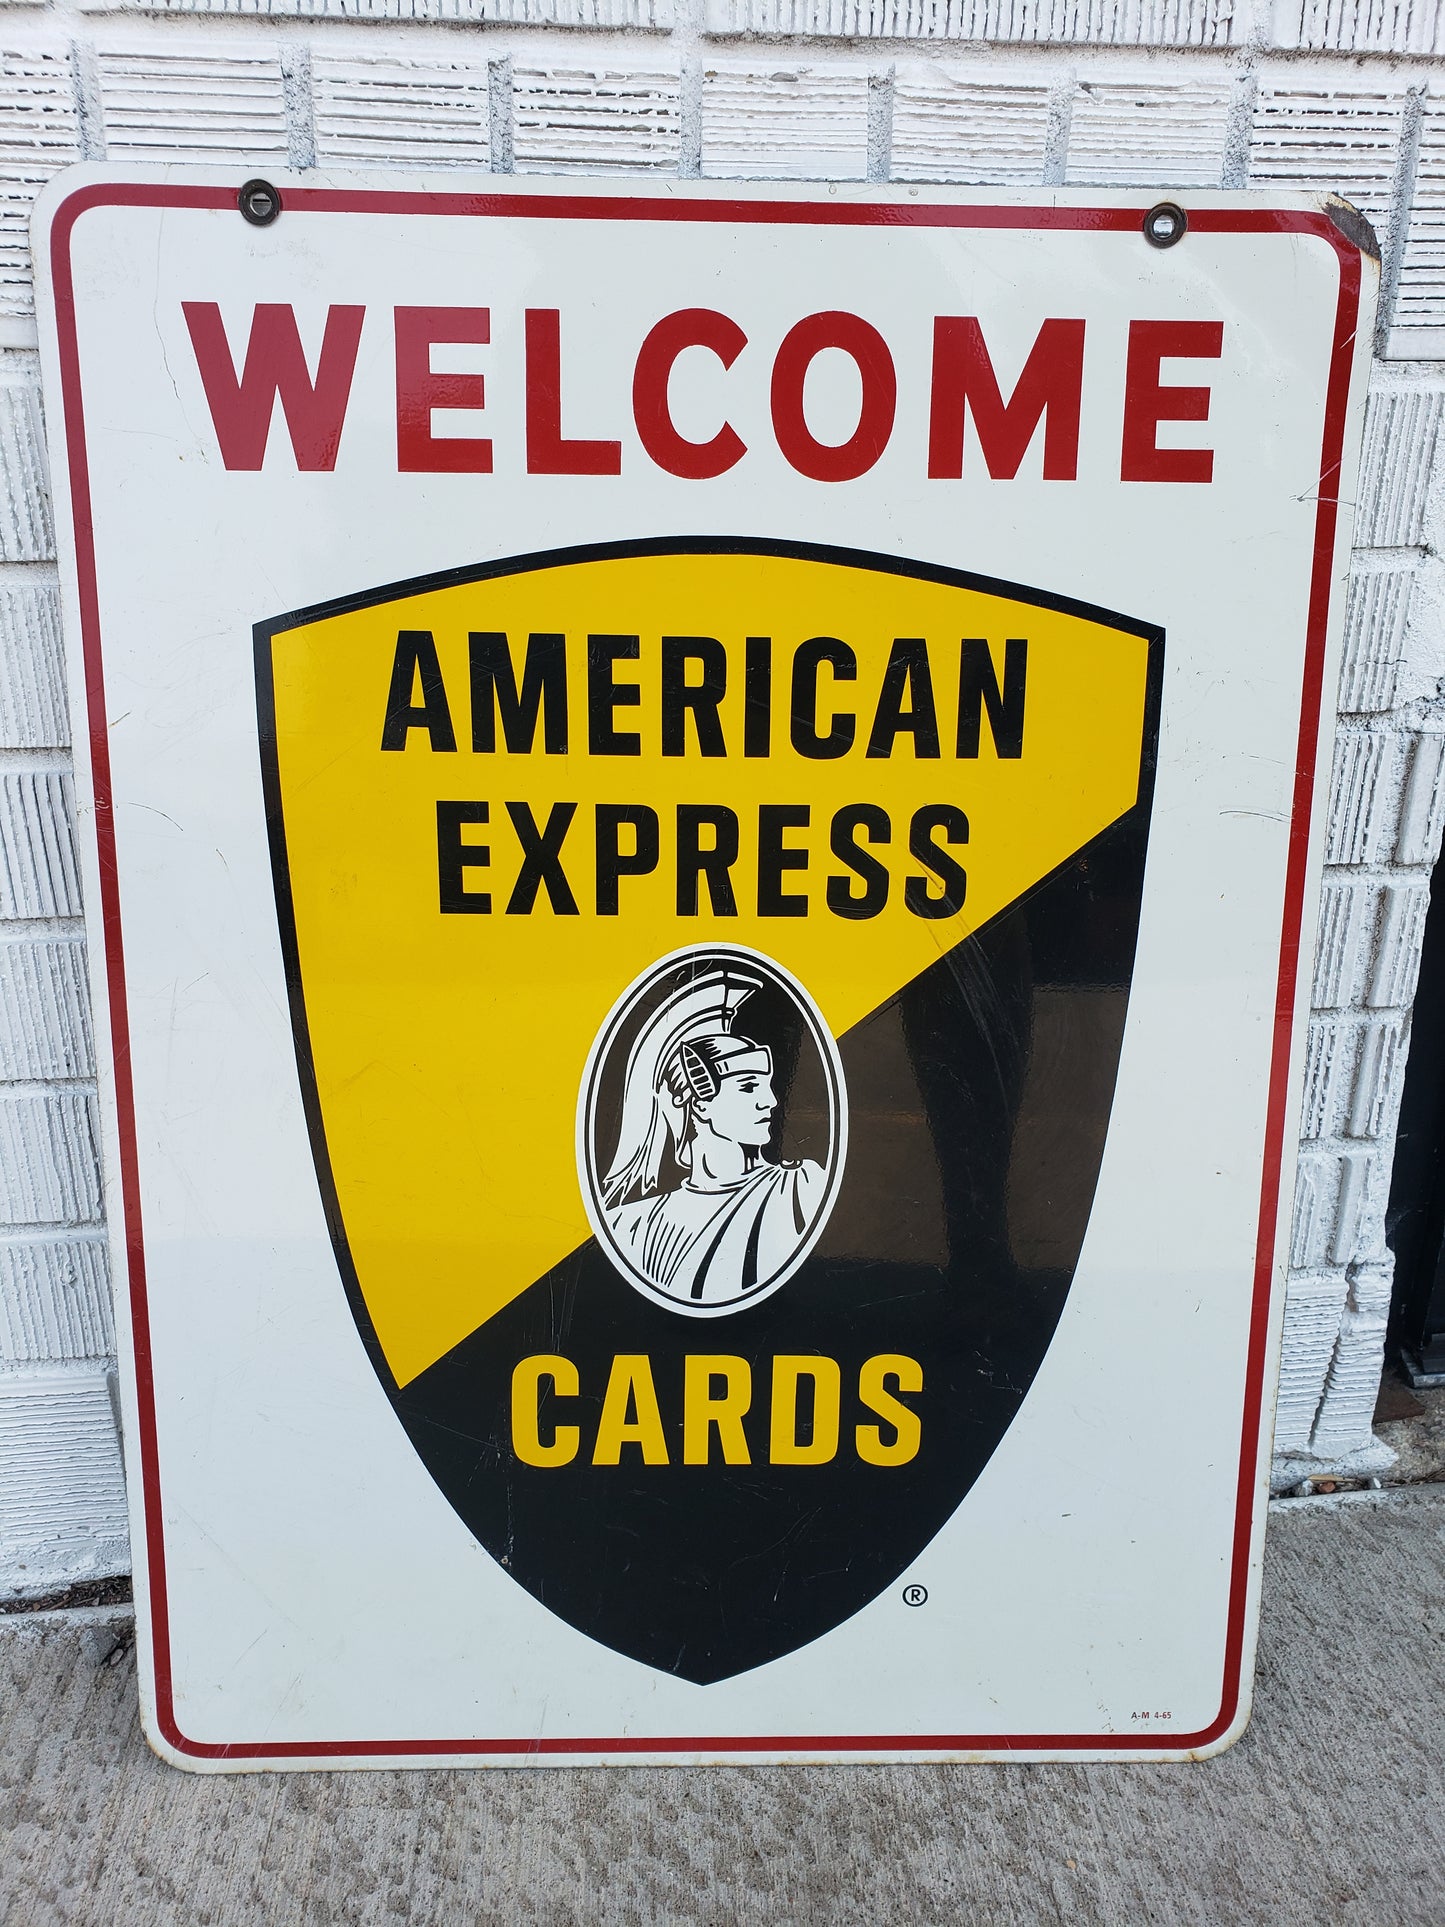 WELCOME
AMERICAN
EXPRESS
CARDS
®
A-M 4-65